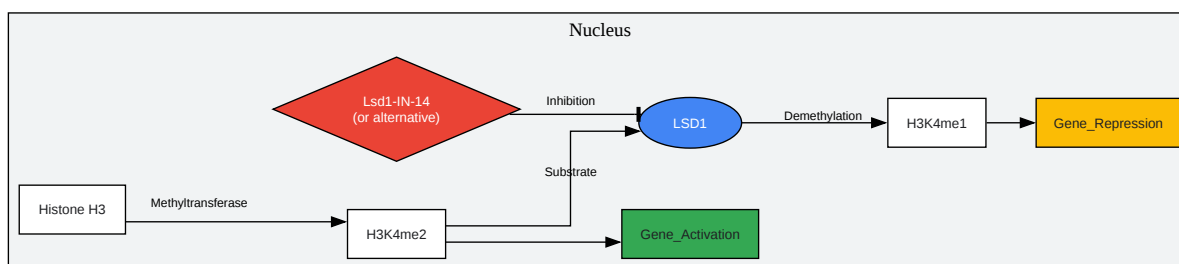 Nucleus
Lsd1-IN-14
(or alternative)
Inhibition
LSD1
Demethylation
H3K4me1
Gene_Repression
Substrate
Histone H3
Methyltransferase
H3K4me2
Gene_Activation